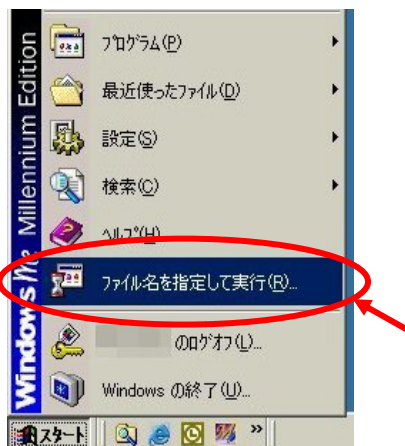 Windows Me Millennium Edition
ﾌﾟﾛｸﾞﾗﾑ(P)
最近使ったﾌｧｲﾙ(D)
設定(S)
検索(C)
ﾍﾙﾌﾟ(H)
ﾌｧｲﾙ名を指定して実行(R)...
のﾛｸﾞｵﾌ(L)...
Windows の終了(U)...
ｽﾀｰﾄ
»